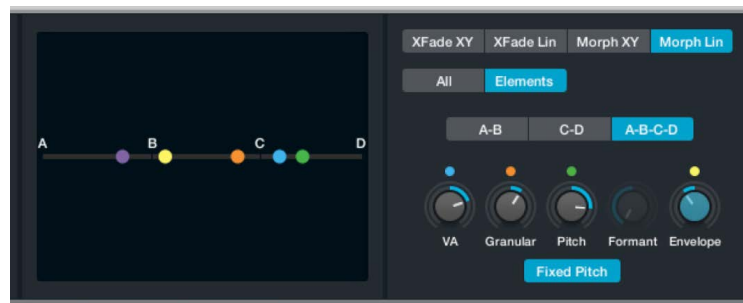 XFade XY XFade Lin Morph XY Morph Lin
All Elements
A-B C-D A-B-C-D
A B C D
VA Granular Pitch Formant Envelope
Fixed Pitch